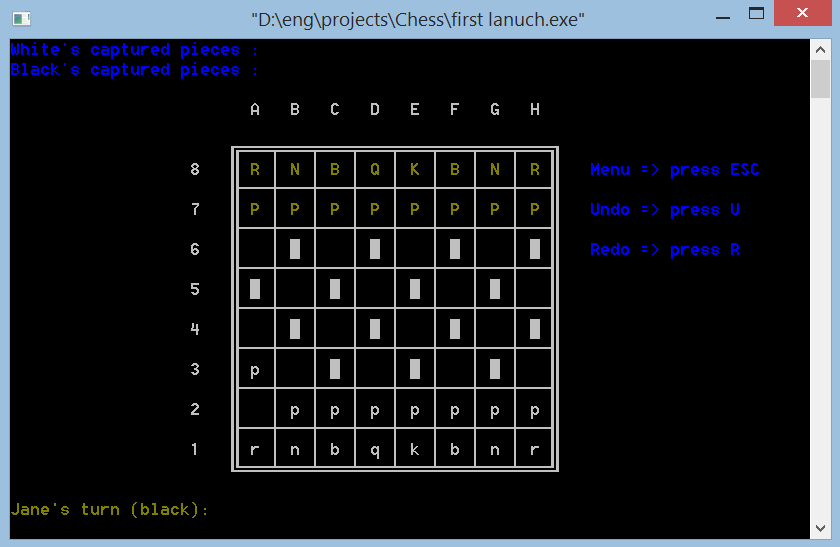 "D:\eng\projects\Chess\first lanuch.exe"
White's captured pieces :
Black's captured pieces :
A B C D E F G H
8 R N B Q K B N R Menu => press ESC
7 P P P P P P P P Undo => press U
6 Redo => press R
5
4
3 p
2 p p p p p p p
1 r n b q k b n r
Jane's turn (black):